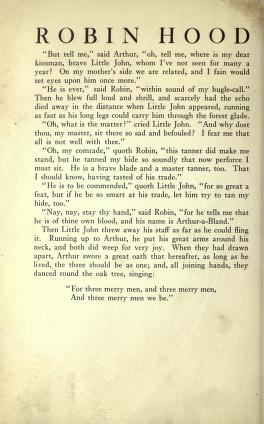 ROBIN HOOD
"But tell me," said Arthur, "oh, tell me, where is my dear
kinsman, brave Little John, whom I've not seen for many a
year? On my mother's side we are related, and I fain would
set eyes upon him once more."
"He is ever," said Robin, "within sound of my bugle-call."
Then he blew full loud and shrill, and scarcely had the echo
died away in the distance when Little John appeared, running
as fast as his long legs could carry him through the forest glade.
"Oh, what is the matter?" cried Little John. "And why dost
thou, my master, sit there so sad and befouled? I fear me that
all is not well with thee."
"Oh, my comrade," quoth Robin, "this tanner did make me
stand, but he tanned my hide so soundly that now perforce I
must sit. He is a brave blade and a master tanner, too. That
I should know, having tasted of his trade."
"He is to be commended," quoth Little John, "for so great a
feat, but if he be so smart at his trade, let him try to tan my
hide, too."
"Nay, nay, stay thy hand," said Robin, "for he tells me that
he is of thine own blood, and his name is Arthur-a-Bland."
Then Little John threw away his staff as far as he could fling
it. Running up to Arthur, he put his great arms around his
neck, and both did weep for very joy. When they had drawn
apart, Arthur swore a great oath that hereafter, as long as he
lived, the three should be as one; and, all joining hands, they
danced round the oak tree, singing:
"For three merry men, and three merry men,
And three merry men we be."